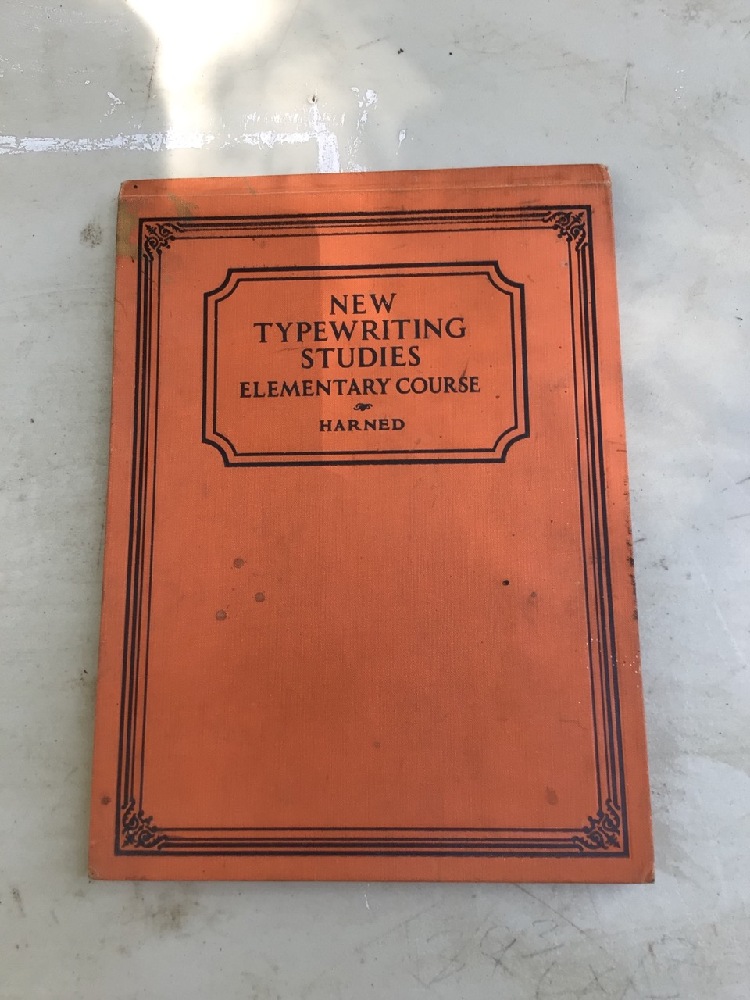 NEW
TYPEWRITING
STUDIES
ELEMENTARY COURSE
HARNED